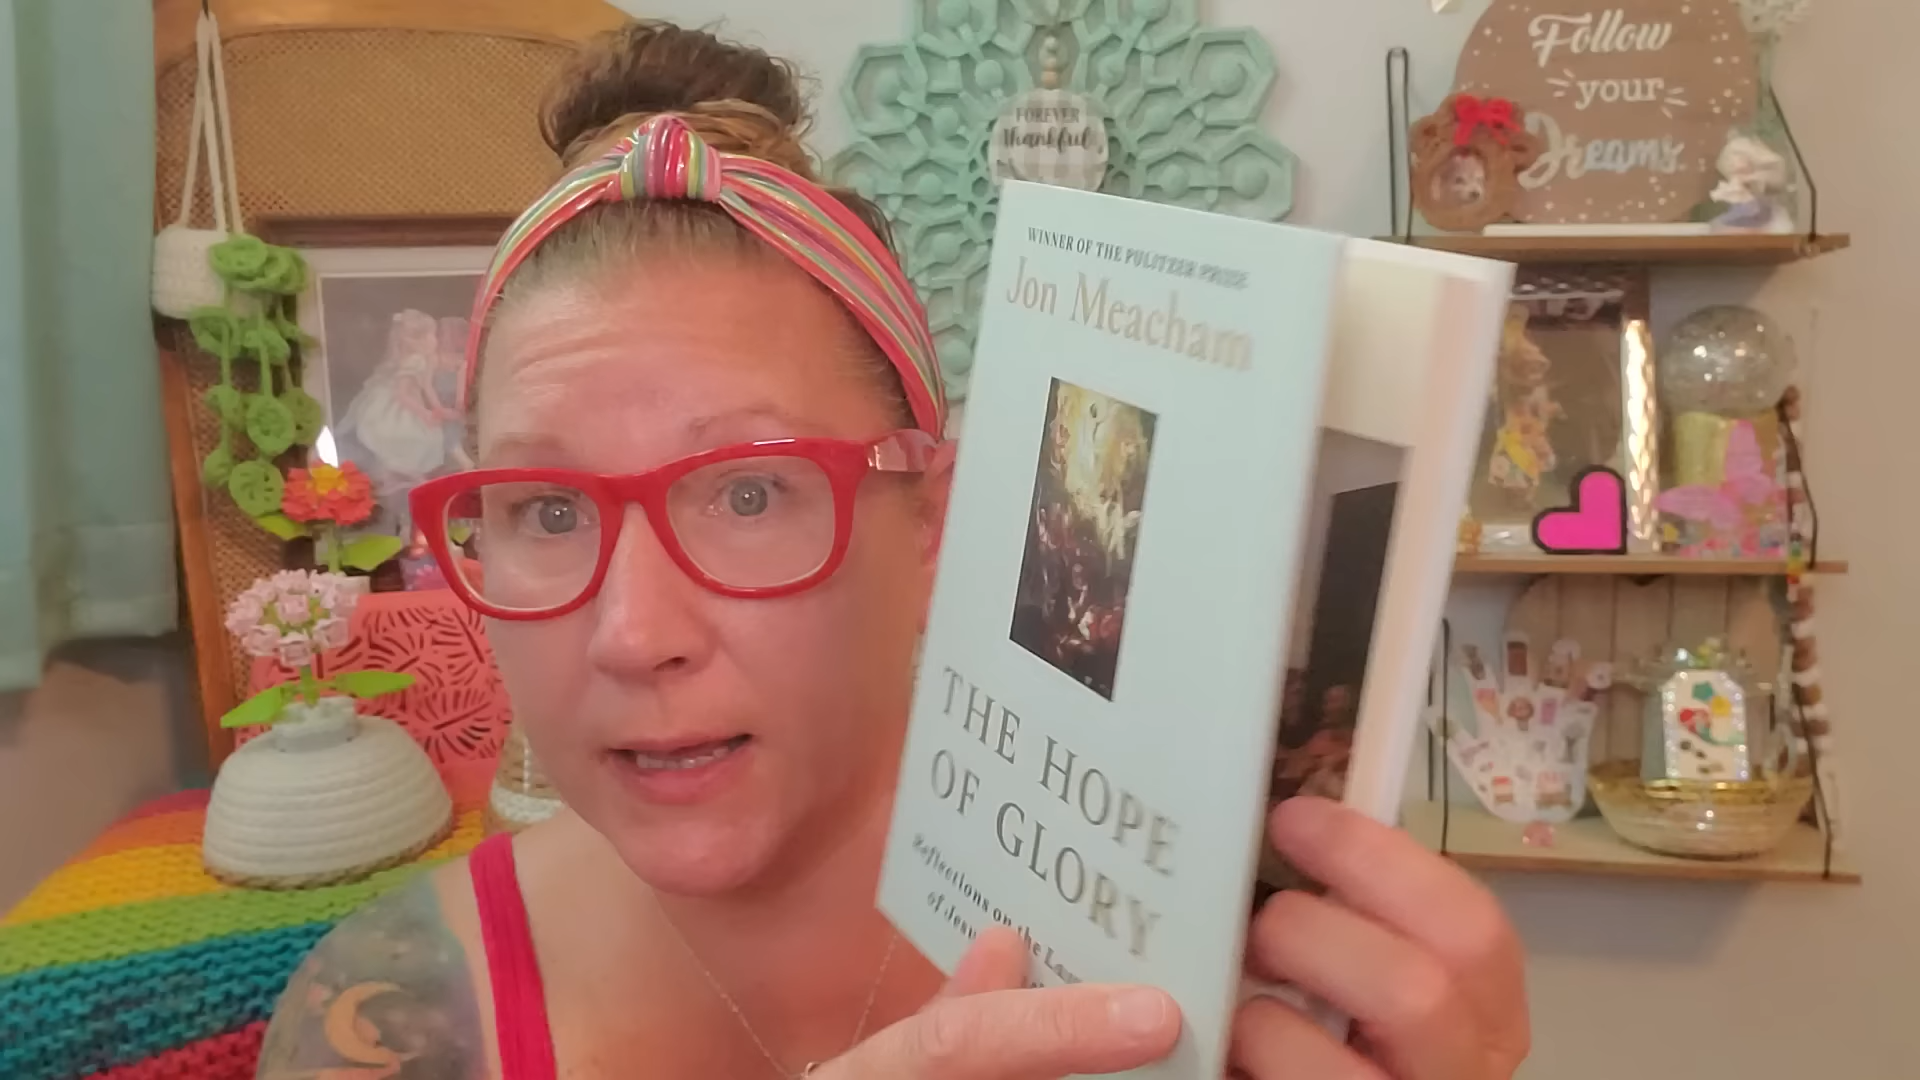 FOREVER
thankful
Follow
your
Dreams
WINNER OF THE PULITZER PRIZE
Jon Meacham
THE HOPE
OF GLORY
Reflections on the
of Jesus